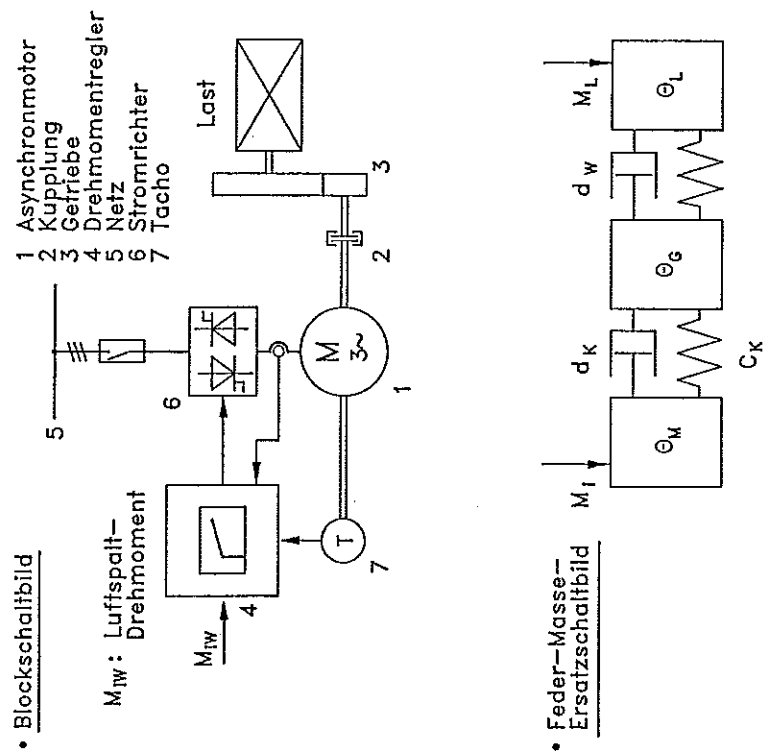 • Blockschaltbild
M_IW : Luftspalt-
Drehmoment
M_IW
4
T
7
5
6
M
3~
1
2
3
Last
1 Asynchronmotor
2 Kupplung
3 Getriebe
4 Drehmomentregler
5 Netz
6 Stromrichter
7 Tacho
• Feder-Masse-
Ersatzschaltbild
M_I
Θ_M
d_K
C_K
Θ_G
d_W
M_L
Θ_L